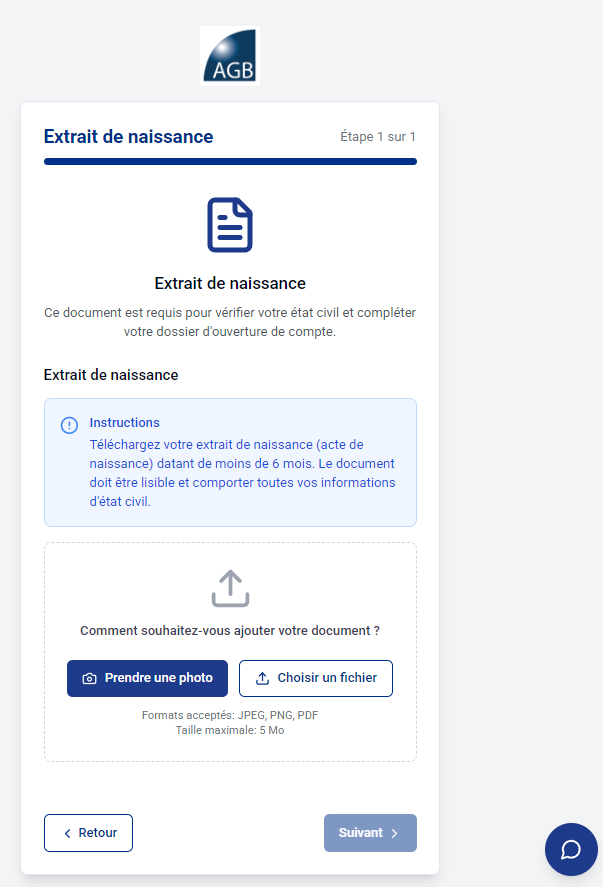 AGB
Extrait de naissance
Étape 1 sur 1
Extrait de naissance
Ce document est requis pour vérifier votre état civil et compléter
votre dossier d'ouverture de compte.
Extrait de naissance
Instructions
Téléchargez votre extrait de naissance (acte de
naissance) datant de moins de 6 mois. Le document
doit être lisible et comporter toutes vos informations
d'état civil.
Comment souhaitez-vous ajouter votre document ?
Prendre une photo
Choisir un fichier
Formats acceptés: JPEG, PNG, PDF
Taille maximale: 5 Mo
Retour
Suivant